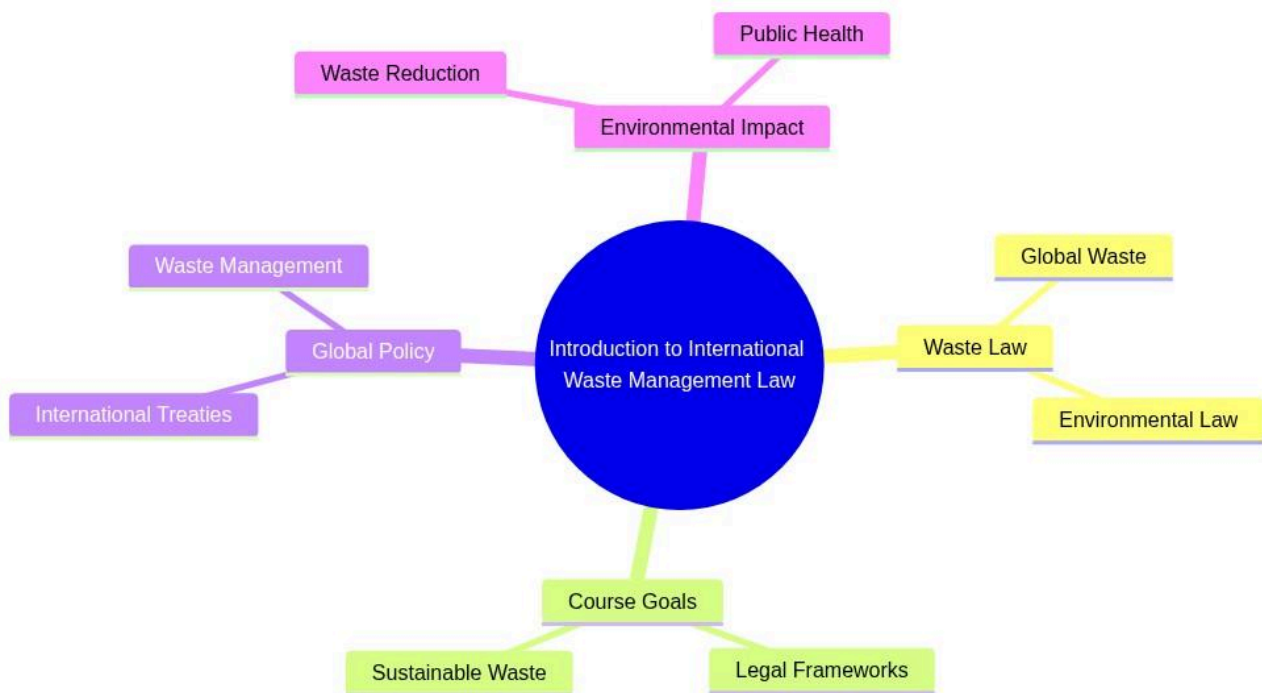 Public Health
Waste Reduction
Environmental Impact
Global Waste
Waste Management
Waste Law
Global Policy
Introduction to International
Waste Management Law
International Treaties
Environmental Law
Course Goals
Sustainable Waste
Legal Frameworks